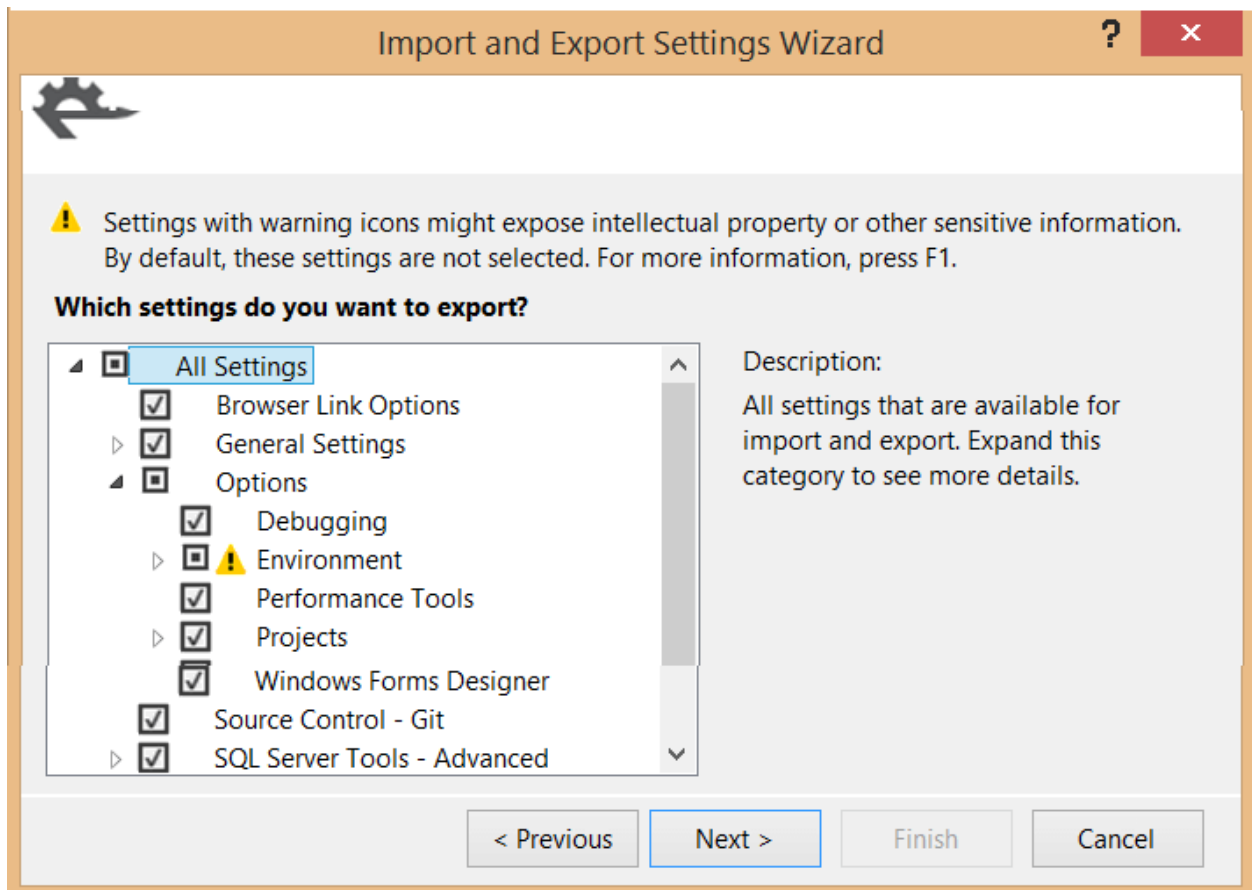 Import and Export Settings Wizard
?
Settings with warning icons might expose intellectual property or other sensitive information.
By default, these settings are not selected. For more information, press F1.
Which settings do you want to export?
All Settings
Browser Link Options
General Settings
Options
Debugging
Environment
Performance Tools
Projects
Windows Forms Designer
Source Control - Git
SQL Server Tools - Advanced
Description:
All settings that are available for
import and export. Expand this
category to see more details.
< Previous
Next >
Finish
Cancel